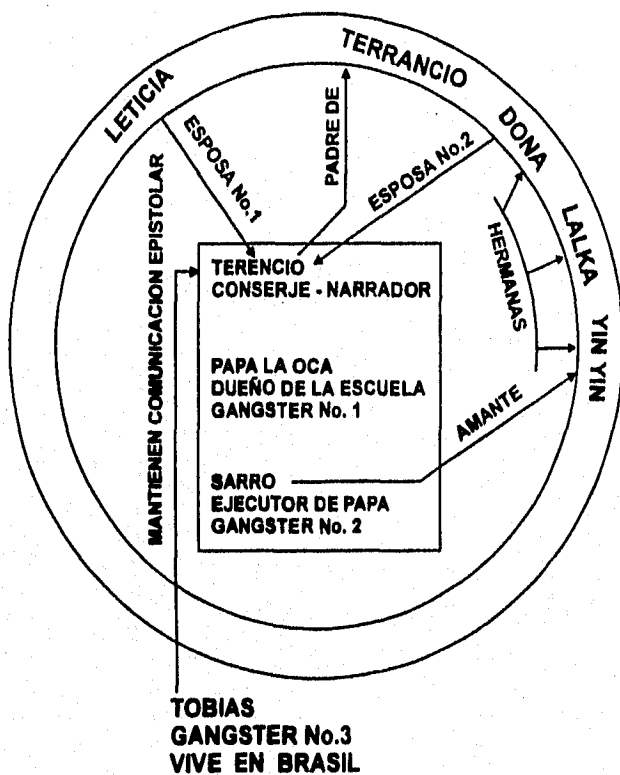 LETICIA
TERRANCIO
DONA
LALKA
YIN YIN
ESPOSA No.1
PADRE DE
ESPOSA No.2
HERMANAS
MANTIENEN COMUNICACION EPISTOLAR
TERENCIO
CONSERJE - NARRADOR
PAPA LA OCA
DUEÑO DE LA ESCUELA
GANGSTER No. 1
AMANTE
SARRO
EJECUTOR DE PAPA
GANGSTER No. 2
TOBIAS
GANGSTER No.3
VIVE EN BRASIL